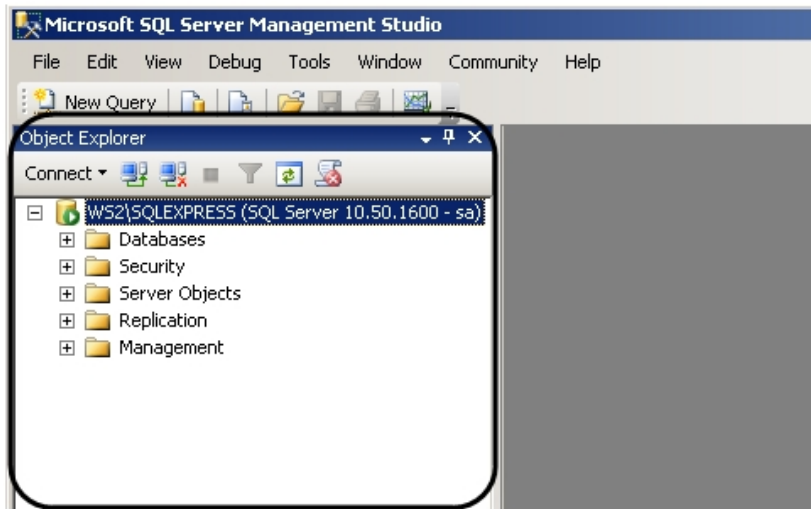 Microsoft SQL Server Management Studio
File Edit View Debug Tools Window Community Help
New Query
Object Explorer
Connect
WS2\SQLEXPRESS (SQL Server 10.50.1600 - sa)
Databases
Security
Server Objects
Replication
Management